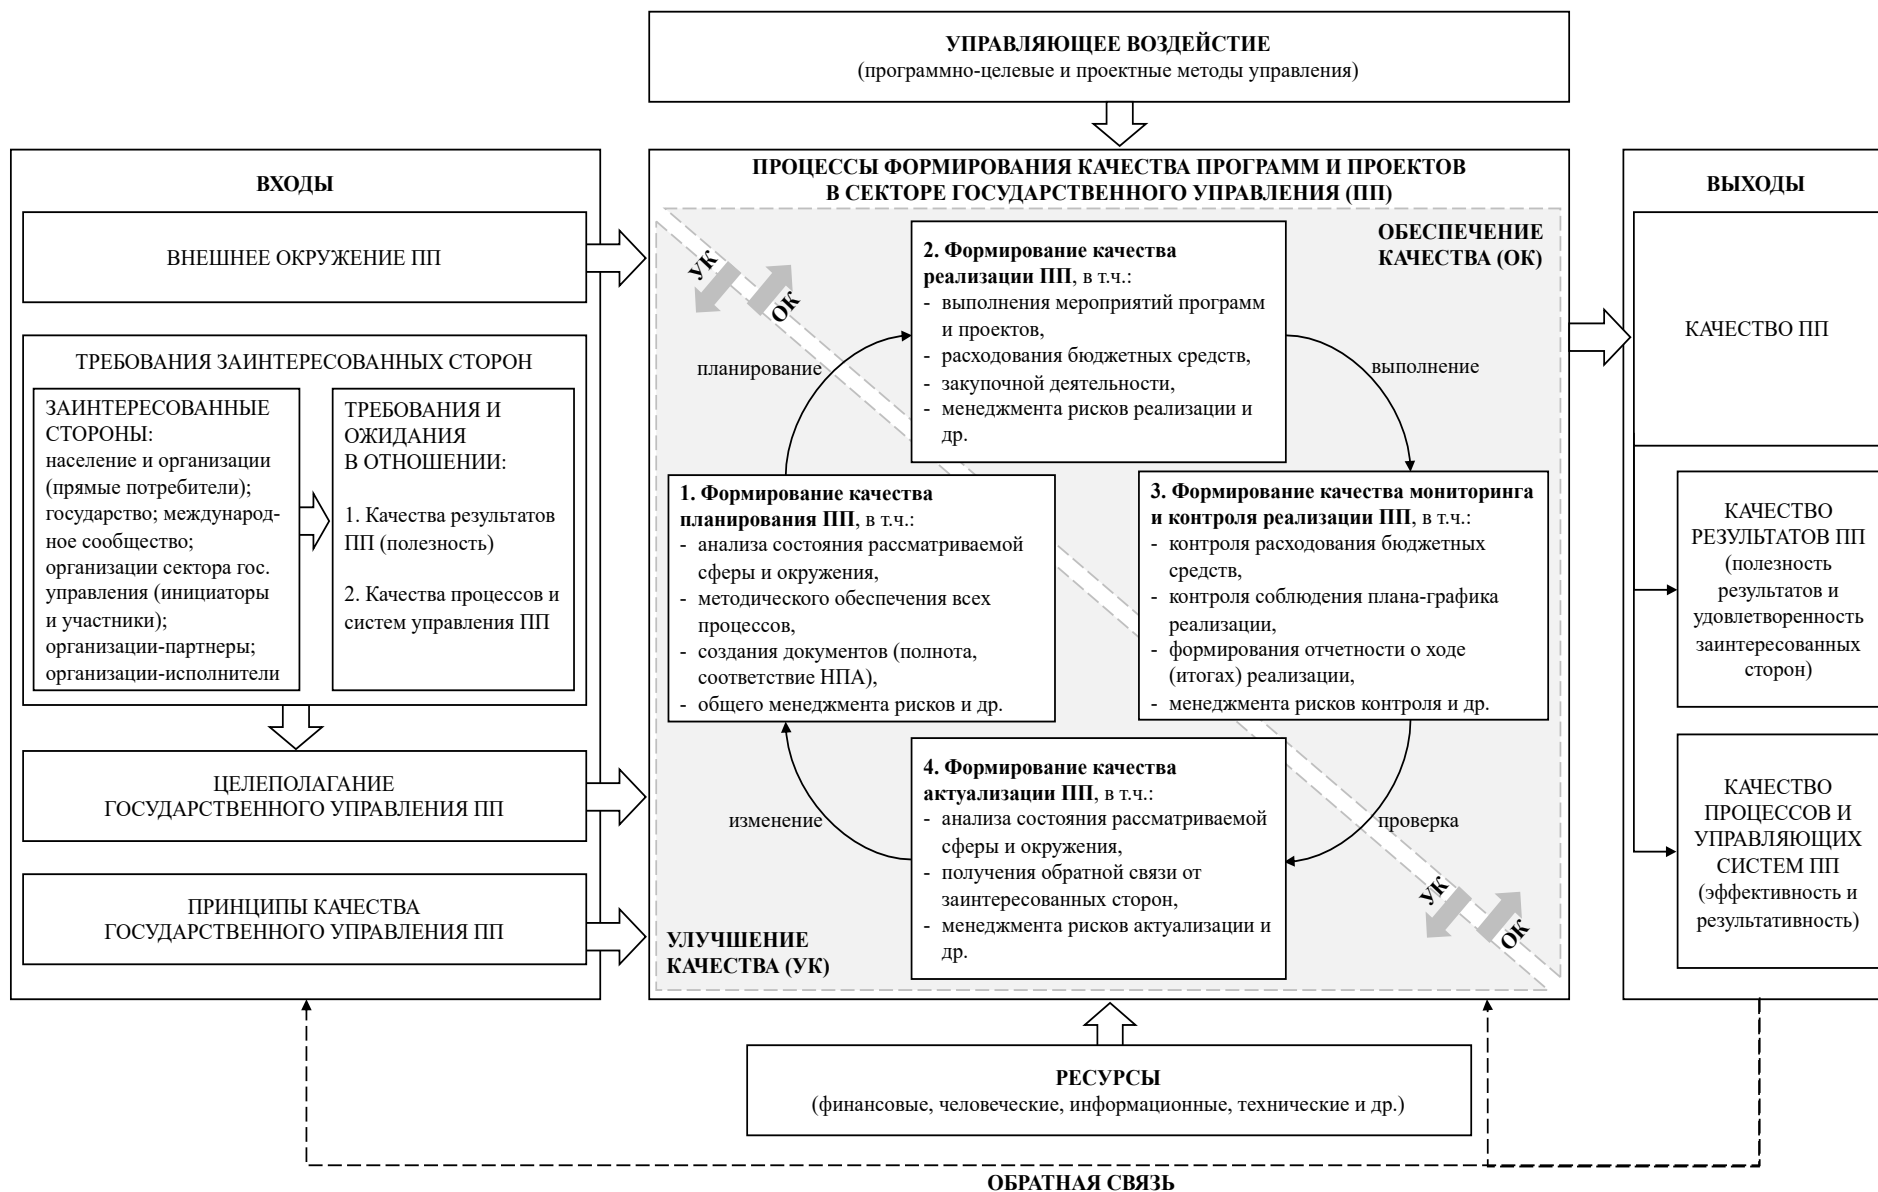 УПРАВЛЯЮЩЕЕ ВОЗДЕЙСТИЕ
(программно-целевые и проектные методы управления)
ВХОДЫ
ВНЕШНЕЕ ОКРУЖЕНИЕ ПП
ТРЕБОВАНИЯ ЗАИНТЕРЕСОВАННЫХ СТОРОН
ЗАИНТЕРЕСОВАННЫЕ
СТОРОНЫ:
население и организации
(прямые потребители);
государство; международ-
ное сообщество;
организации сектора гос.
управления (инициаторы
и участники);
организации-партнеры;
организации-исполнители
ТРЕБОВАНИЯ И
ОЖИДАНИЯ
В ОТНОШЕНИИ:
1. Качества результатов
ПП (полезность)
2. Качества процессов и
систем управления ПП
ЦЕЛЕПОЛАГАНИЕ
ГОСУДАРСТВЕННОГО УПРАВЛЕНИЯ ПП
ПРИНЦИПЫ КАЧЕСТВА
ГОСУДАРСТВЕННОГО УПРАВЛЕНИЯ ПП
ПРОЦЕССЫ ФОРМИРОВАНИЯ КАЧЕСТВА ПРОГРАММ И ПРОЕКТОВ
В СЕКТОРЕ ГОСУДАРСТВЕННОГО УПРАВЛЕНИЯ (ПП)
ОБЕСПЕЧЕНИЕ
КАЧЕСТВА (ОК)
УК
ОК
2. Формирование качества
реализации ПП, в т.ч.:
- выполнения мероприятий программ
и проектов,
- расходования бюджетных средств,
- закупочной деятельности,
- менеджмента рисков реализации и
др.
планирование
выполнение
1. Формирование качества
планирования ПП, в т.ч.:
- анализа состояния рассматриваемой
сферы и окружения,
- методического обеспечения всех
процессов,
- создания документов (полнота,
соответствие НПА),
- общего менеджмента рисков и др.
3. Формирование качества мониторинга
и контроля реализации ПП, в т.ч.:
- контроля расходования бюджетных
средств,
- контроля соблюдения плана-графика
реализации,
- формирования отчетности о ходе
(итогах) реализации,
- менеджмента рисков контроля и др.
4. Формирование качества
актуализации ПП, в т.ч.:
- анализа состояния рассматриваемой
сферы и окружения,
- получения обратной связи от
заинтересованных сторон,
- менеджмента рисков актуализации и
др.
изменение
проверка
УК
ОК
УЛУЧШЕНИЕ
КАЧЕСТВА (УК)
ВЫХОДЫ
КАЧЕСТВО ПП
КАЧЕСТВО
РЕЗУЛЬТАТОВ ПП
(полезность
результатов и
удовлетворенность
заинтересованных
сторон)
КАЧЕСТВО
ПРОЦЕССОВ И
УПРАВЛЯЮЩИХ
СИСТЕМ ПП
(эффективность и
результативность)
РЕСУРСЫ
(финансовые, человеческие, информационные, технические и др.)
ОБРАТНАЯ СВЯЗЬ